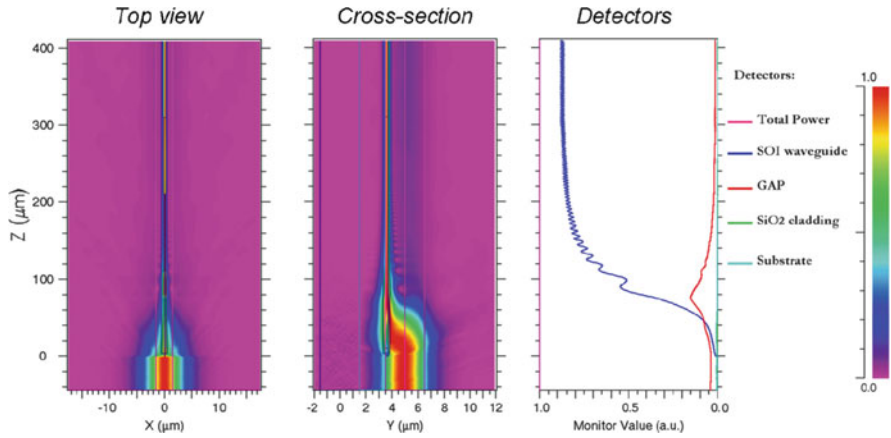 Top view
Cross-section
Detectors
400
300
200
100
0
Z (µm)
-10 0 10
X (µm)
-2 0 2 4 6 8 10 12
Y (µm)
1.0 0.5 0.0
Monitor Value (a.u.)
Detectors:
Total Power
SOI waveguide
GAP
SiO2 cladding
Substrate
1.0
0.0